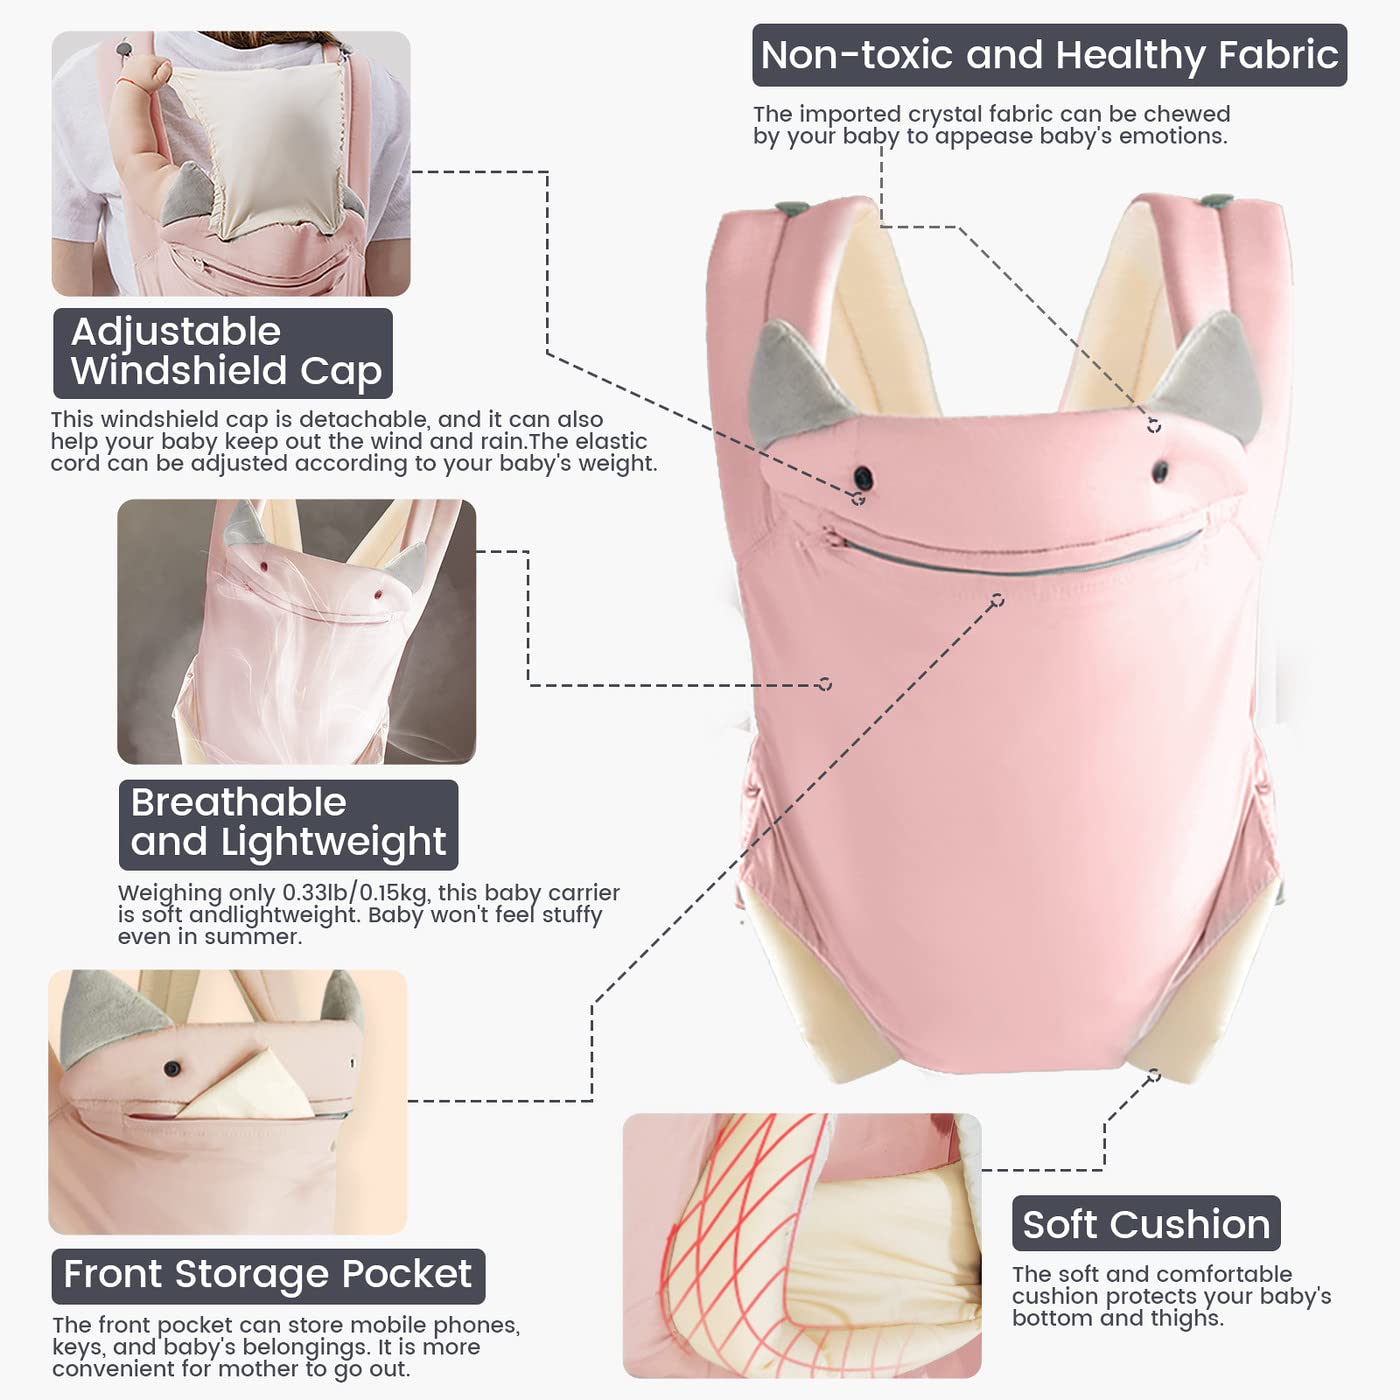 Non-toxic and Healthy Fabric
The imported crystal fabric can be chewed
by your baby to appease baby's emotions.
Adjustable
Windshield Cap
This windshield cap is detachable, and it can also
help your baby keep out the wind and rain.The elastic
cord can be adjusted according to your baby's weight.
Breathable
and Lightweight
Weighing only 0.33lb/0.15kg, this baby carrier
is soft andlightweight. Baby won't feel stuffy
even in summer.
Front Storage Pocket
The front pocket can store mobile phones,
keys, and baby's belongings. It is more
convenient for mother to go out.
Soft Cushion
The soft and comfortable
cushion protects your baby's
bottom and thighs.